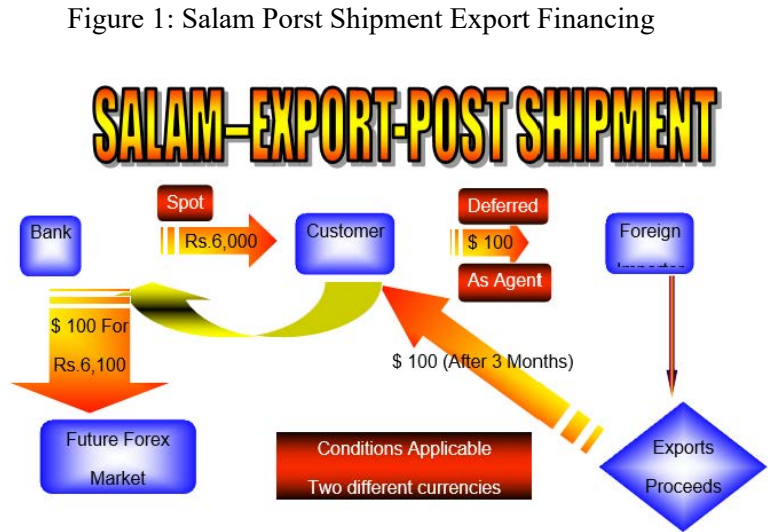 Figure 1: Salam Porst Shipment Export Financing
SALAM–EXPORT-POST SHIPMENT
Spot
Deferred
Bank
Rs.6,000
Customer
$ 100
Foreign
As Agent
$ 100 For
Rs.6,100
$ 100 (After 3 Months)
Future Forex
Market
Conditions Applicable
Two different currencies
Exports
Proceeds